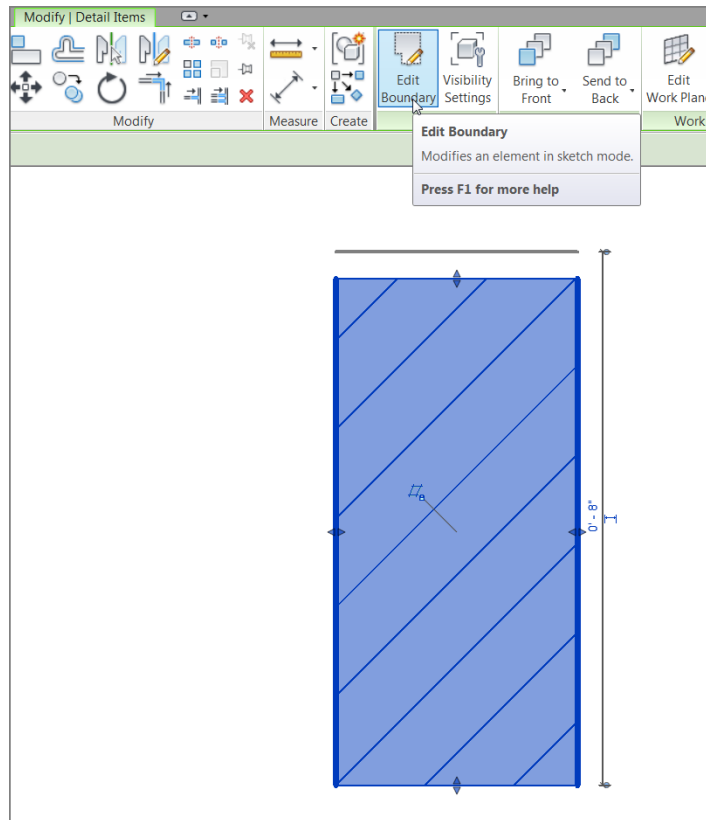 Modify | Detail Items
Edit
Boundary
Visibility
Settings
Bring to
Front
Send to
Back
Edit
Work Plane
Modify
Measure
Create
Work
Edit Boundary
Modifies an element in sketch mode.
Press F1 for more help
0' - 8"